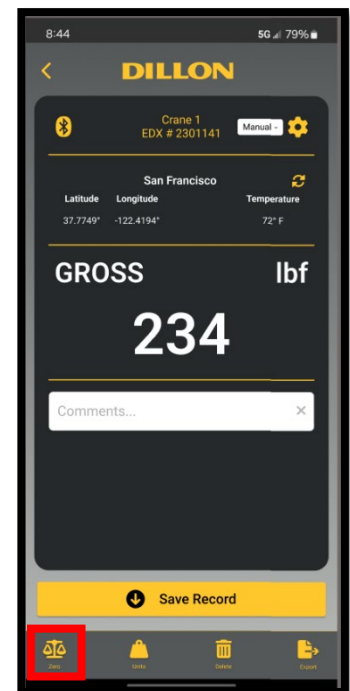 8:44 5G 79%
DILLON
Crane 1
EDX # 2301141
Manual -
San Francisco
Latitude Longitude Temperature
37.7749° -122.4194° 72° F
GROSS lbf
234
Comments... ×
Save Record
Zero Units Delete Export